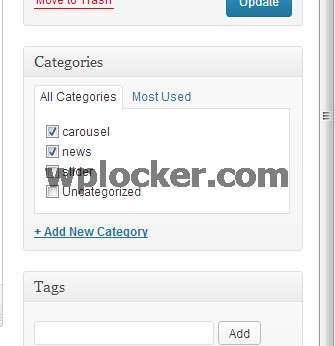 Move to Trash
Update
Categories
All Categories
Most Used
carousel
news
slider
wplocker.com
Uncategorized
+ Add New Category
Tags
Add